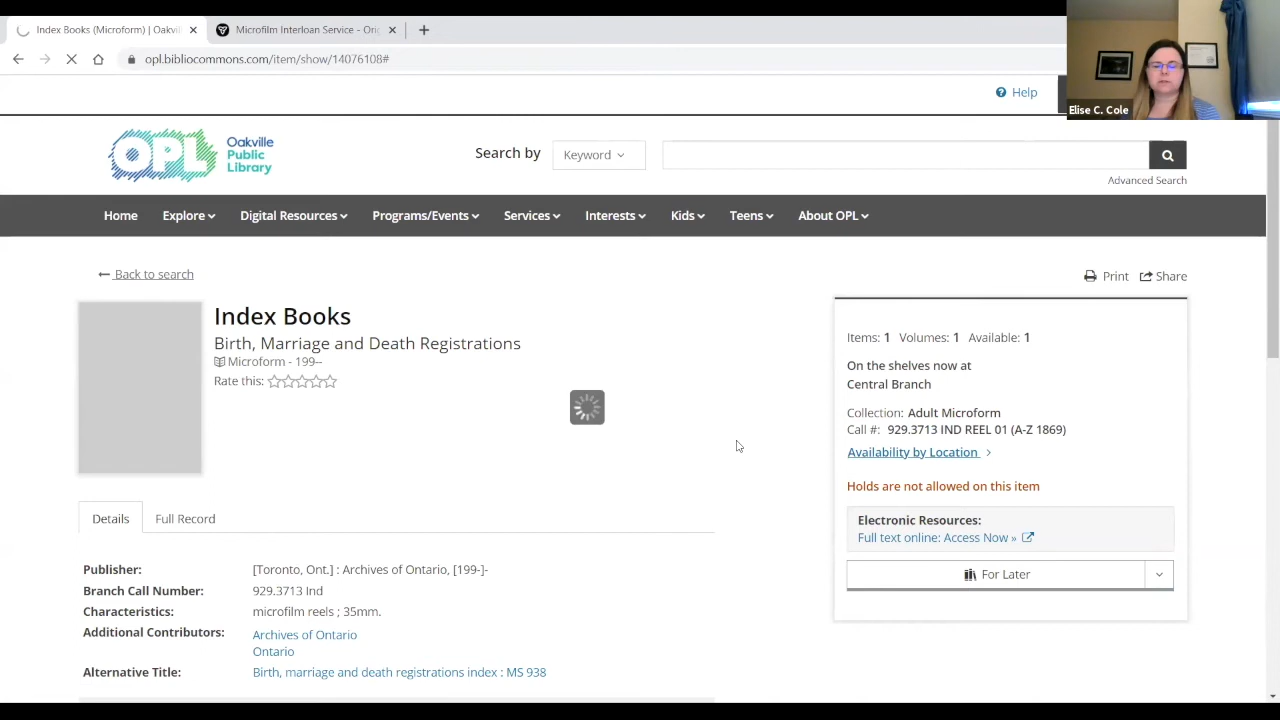 Index Books (Microform) | Oakvil
Microfilm Interloan Service - On
opl.bibliocommons.com/item/show/14076108#
Help
Elise C. Cole
OPL
Oakville
Public
Library
Search by
Keyword
Advanced Search
Home Explore Digital Resources Programs/Events Services Interests Kids Teens About OPL
Back to search
Print Share
Index Books
Birth, Marriage and Death Registrations
Microform - 199--
Rate this:
Items: 1 Volumes: 1 Available: 1
On the shelves now at
Central Branch
Collection: Adult Microform
Call #: 929.3713 IND REEL 01 (A-Z 1869)
Availability by Location
Holds are not allowed on this item
Electronic Resources:
Full text online: Access Now »
For Later
Details Full Record
Publisher: [Toronto, Ont.] : Archives of Ontario, [199-]-
Branch Call Number: 929.3713 Ind
Characteristics: microfilm reels ; 35mm.
Additional Contributors: Archives of Ontario
Ontario
Alternative Title: Birth, marriage and death registrations index : MS 938